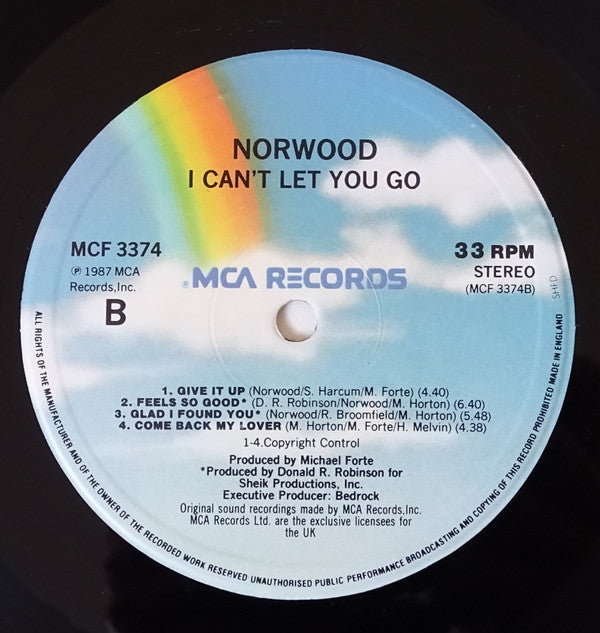 NORWOOD
I CAN'T LET YOU GO
MCF 3374
℗ 1987 MCA
Records,Inc.
B
33 RPM
STEREO
(MCF 3374B)
SHED
®MCA RECORDS
1. GIVE IT UP (Norwood/S. Harcum/M. Forte) (4.40)
2. FEELS SO GOOD* (D. R. Robinson/Norwood/M. Horton) (6.40)
3. GLAD I FOUND YOU* (Norwood/R. Broomfield/M. Horton) (5.48)
4. COME BACK MY LOVER (M. Horton/M. Forte/H. Melvin) (4.38)
1-4.Copyright Control
Produced by Michael Forte
*Produced by Donald R. Robinson for
Sheik Productions, Inc.
Executive Producer: Bedrock
Original sound recordings made by MCA Records,Inc.
MCA Records Ltd. are the exclusive licensees for
the UK
ALL RIGHTS OF THE MANUFACTURER AND OF THE OWNER OF THE RECORDED WORK RESERVED UNAUTHORISED PUBLIC PERFORMANCE BROADCASTING AND COPYING OF THIS RECORD PROHIBITED MADE IN ENGLAND